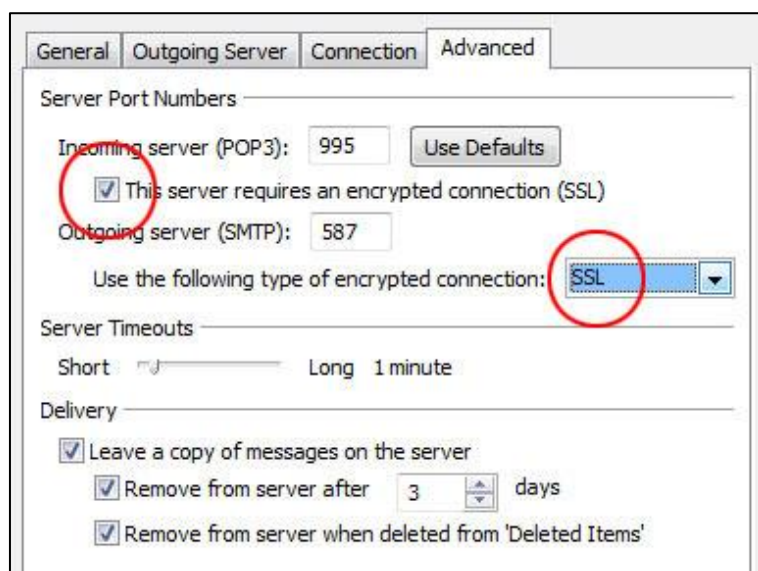 General Outgoing Server Connection Advanced
Server Port Numbers
Incoming server (POP3): 995 Use Defaults
This server requires an encrypted connection (SSL)
Outgoing server (SMTP): 587
Use the following type of encrypted connection: SSL
Server Timeouts
Short Long 1 minute
Delivery
Leave a copy of messages on the server
Remove from server after 3 days
Remove from server when deleted from 'Deleted Items'